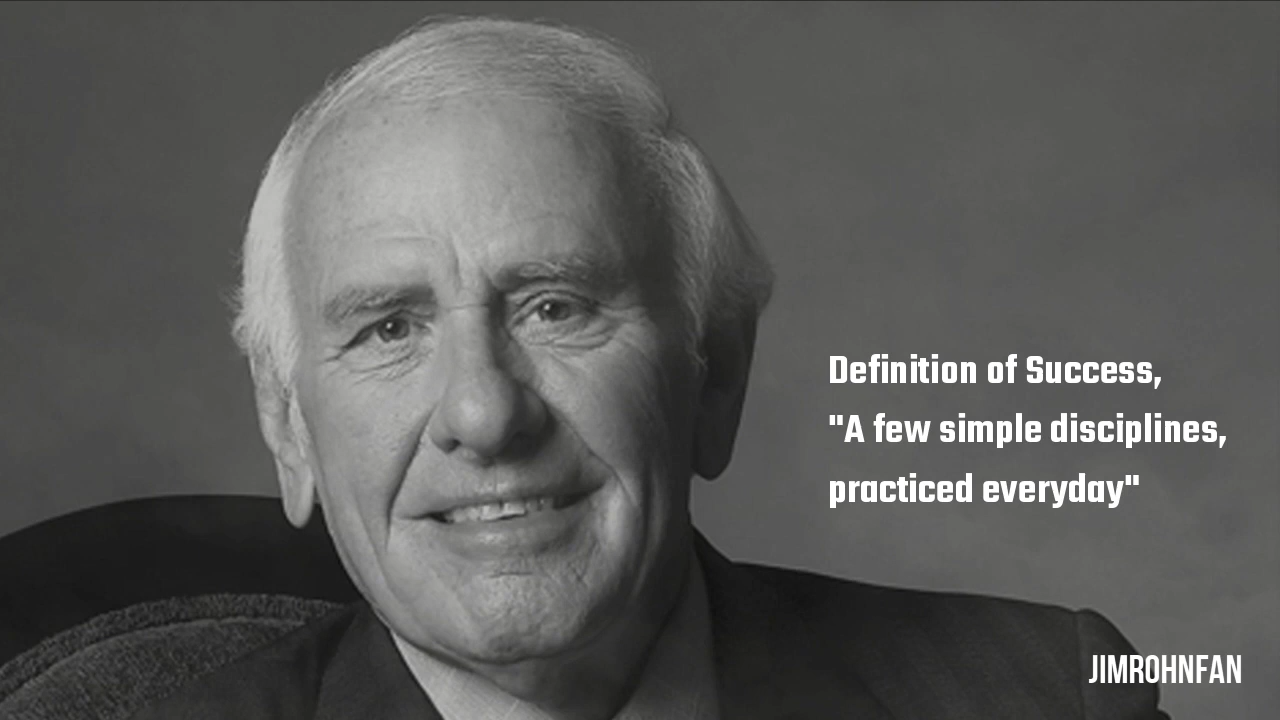 Definition of Success,
"A few simple disciplines,
practiced everyday"
JIMROHNFAN